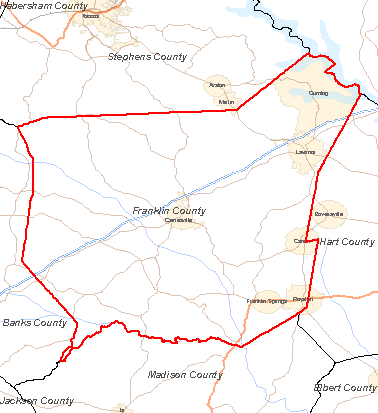 Habersham County
Toccoa
Stephens County
Avalon
Martin
Gumlog
Lavonia
Franklin County
Carnesville
Bowersville
Canon
Hart County
Franklin Springs
Royston
Banks County
Madison County
Elbert County
Jackson County